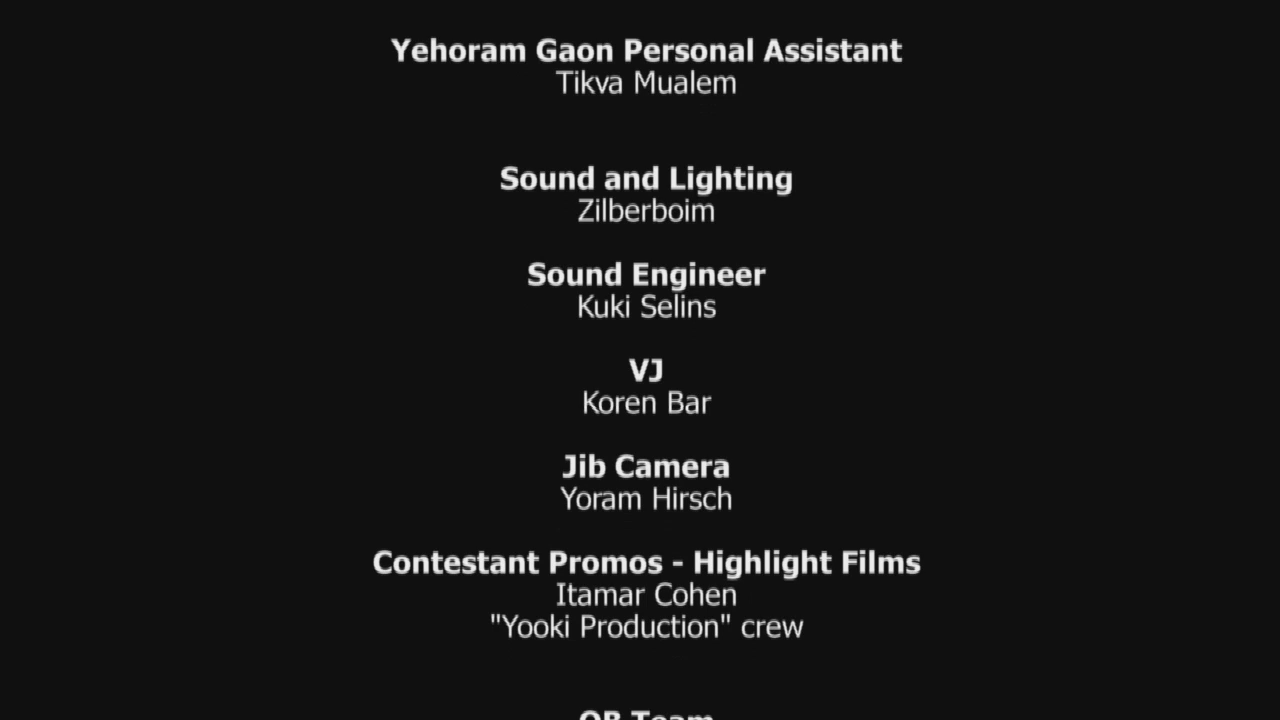 Yehoram Gaon Personal Assistant
Tikva Mualem
Sound and Lighting
Zilberboim
Sound Engineer
Kuki Selins
VJ
Koren Bar
Jib Camera
Yoram Hirsch
Contestant Promos - Highlight Films
Itamar Cohen
"Yooki Production" crew
Team